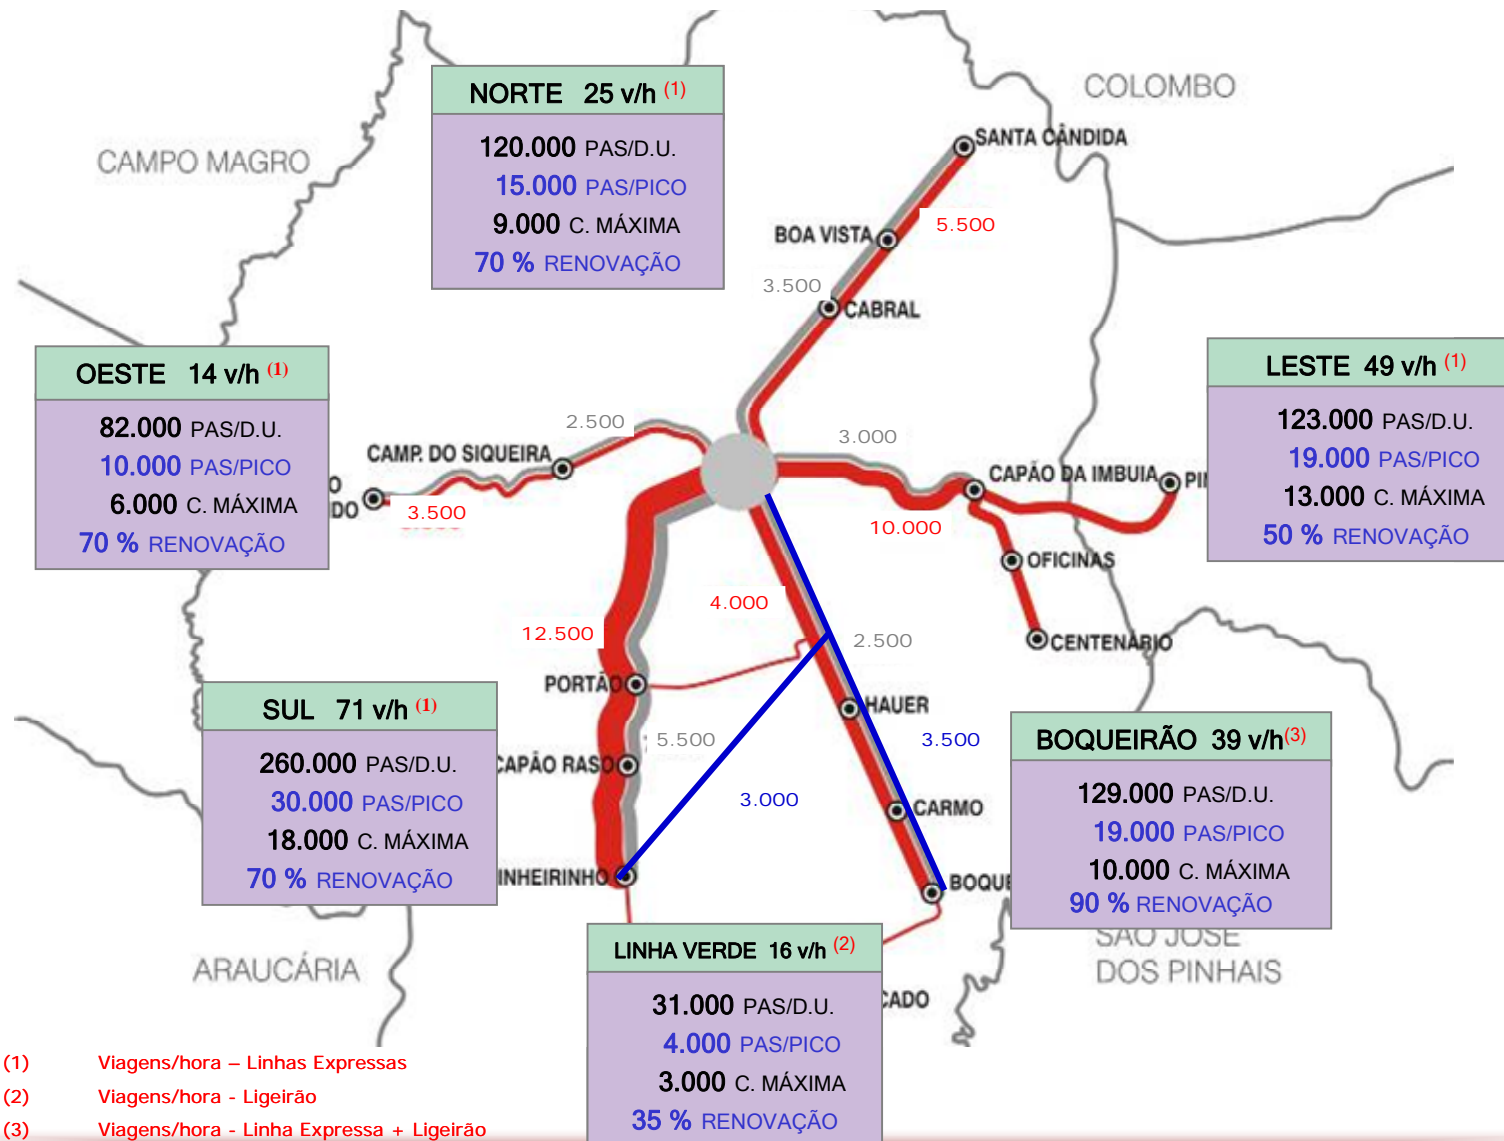 COLOMBO
NORTE 25 v/h (1)
120.000 PAS/D.U.
15.000 PAS/PICO
9.000 C. MÁXIMA
70 % RENOVAÇÃO
CAMPO MAGRO
SANTA CÂNDIDA
BOA VISTA
5.500
3.500
CABRAL
OESTE 14 v/h (1)
82.000 PAS/D.U.
10.000 PAS/PICO
6.000 C. MÁXIMA
70 % RENOVAÇÃO
LESTE 49 v/h (1)
123.000 PAS/D.U.
19.000 PAS/PICO
13.000 C. MÁXIMA
50 % RENOVAÇÃO
2.500
CAMP. DO SIQUEIRA
3.500
3.000
CAPÃO DA IMBUIA
10.000
OFICINAS
CENTENÁRIO
4.000
12.500
2.500
PORTÃO
HAUER
5.500
3.500
CAPÃO RASO
3.000
CARMO
SUL 71 v/h (1)
260.000 PAS/D.U.
30.000 PAS/PICO
18.000 C. MÁXIMA
70 % RENOVAÇÃO
INHEIRINHO
BOQUE
BOQUEIRÃO 39 v/h(3)
129.000 PAS/D.U.
19.000 PAS/PICO
10.000 C. MÁXIMA
90 % RENOVAÇÃO
SÃO JOSÉ
DOS PINHAIS
ARAUCÁRIA
CADO
LINHA VERDE 16 v/h (2)
31.000 PAS/D.U.
4.000 PAS/PICO
3.000 C. MÁXIMA
35 % RENOVAÇÃO
(1) Viagens/hora – Linhas Expressas
(2) Viagens/hora - Ligeirão
(3) Viagens/hora - Linha Expressa + Ligeirão